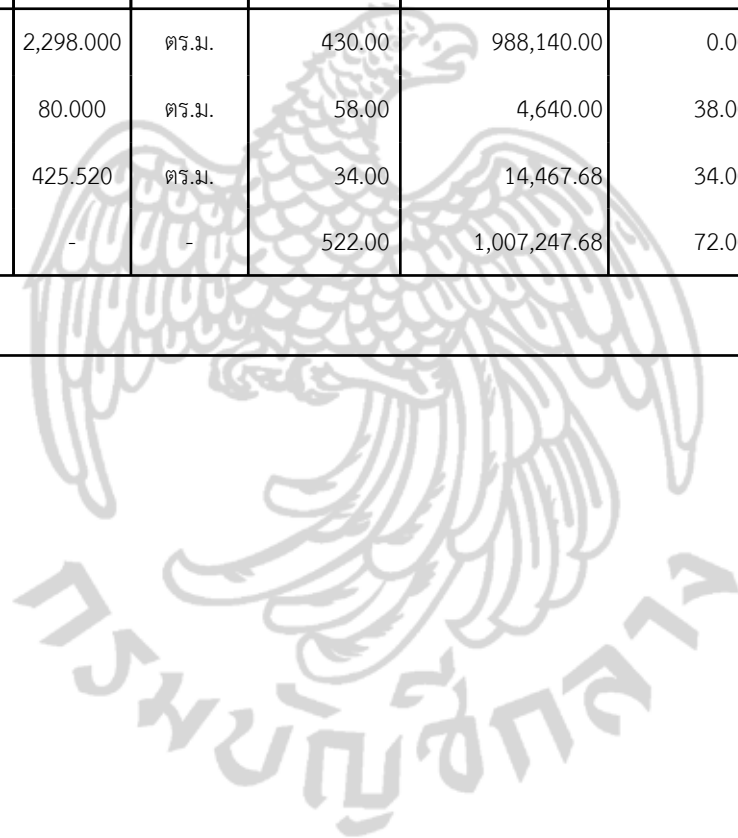 2,298.000 ตร.ม. 430.00 988,140.00 0.0
80.000 ตร.ม. 58.00 4,640.00 38.0
425.520 ตร.ม. 34.00 14,467.68 34.0
- - 522.00 1,007,247.68 72.0
กรมบัญชีกลาง